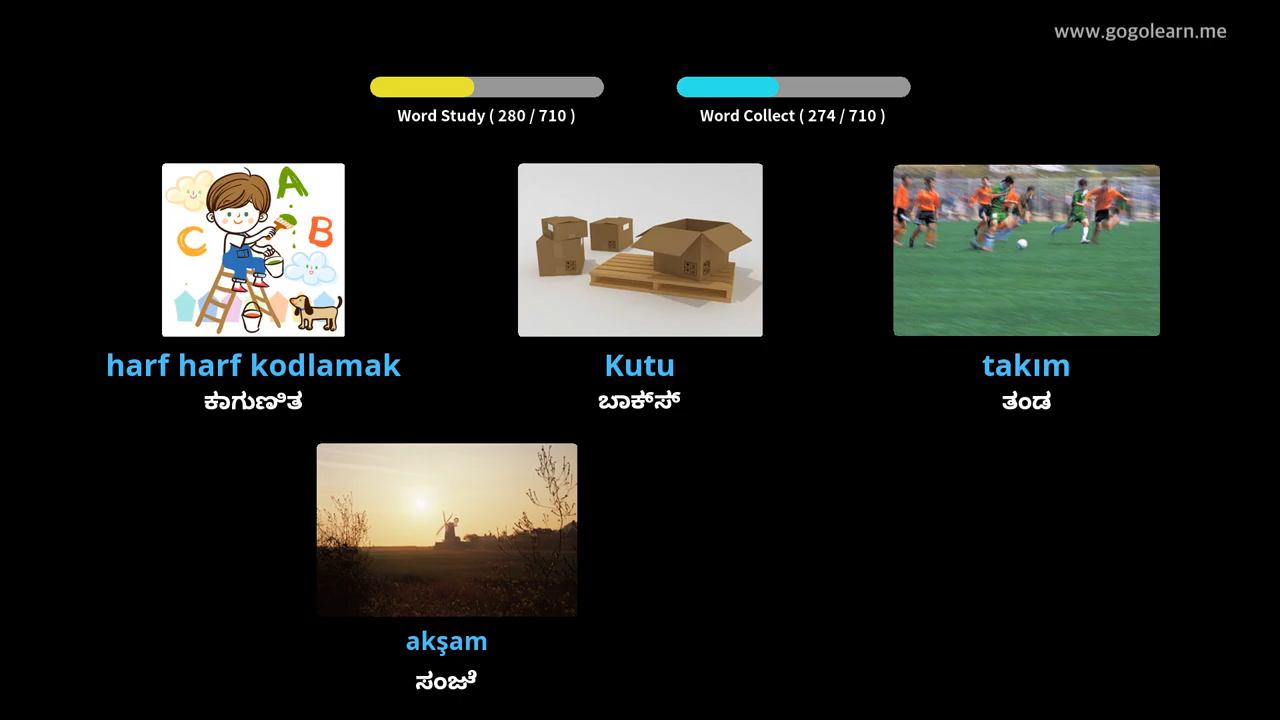 www.gogolearn.me
Word Study ( 280 / 710 )
Word Collect ( 274 / 710 )
A
B
C
harf harf kodlamak
ಕಾಗುಣಿತ
Kutu
ಬಾಕ್ಸ್
takım
ತಂಡ
akşam
ಸಂಜೆ